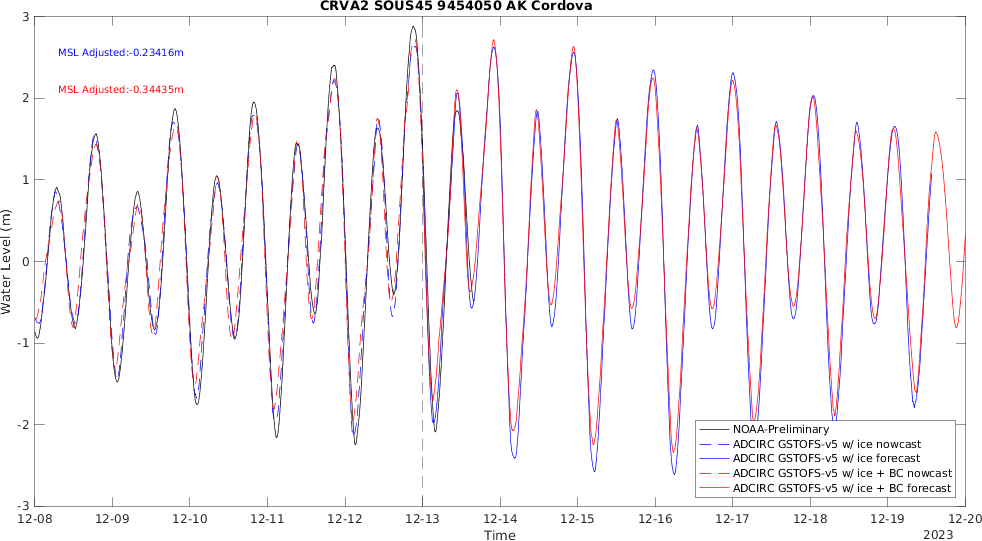 CRVA2 SOUS45 9454050 AK Cordova
MSL Adjusted:-0.23416m
MSL Adjusted:-0.34435m
Water Level (m)
3
2
1
0
-1
-2
-3
NOAA-Preliminary
ADCIRC GSTOFS-v5 w/ ice nowcast
ADCIRC GSTOFS-v5 w/ ice forecast
ADCIRC GSTOFS-v5 w/ ice + BC nowcast
ADCIRC GSTOFS-v5 w/ ice + BC forecast
12-08 12-09 12-10 12-11 12-12 12-13 12-14 12-15 12-16 12-17 12-18 12-19 12-20
Time
2023